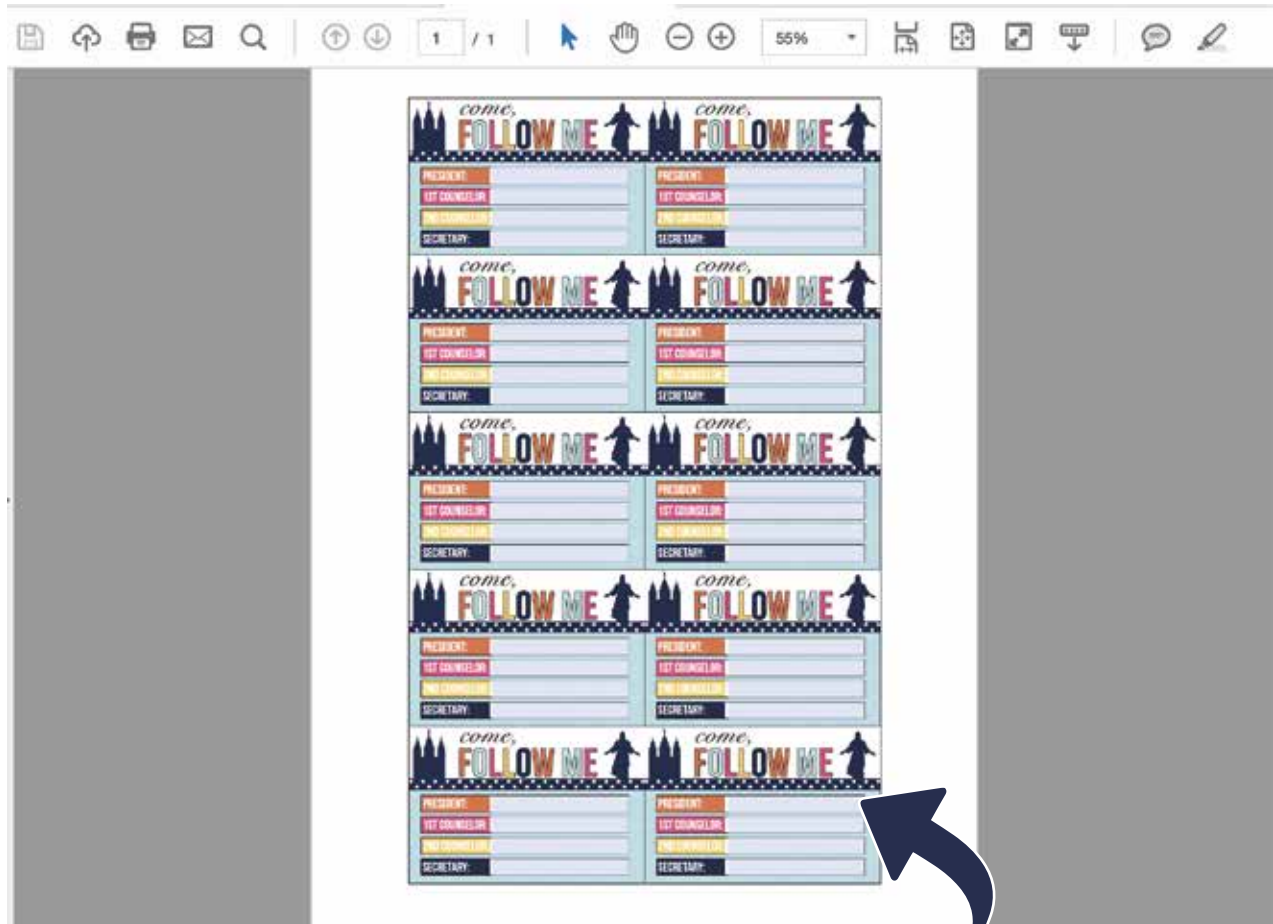 1 / 1 55%
come, come,
FOLLOW ME FOLLOW ME
PRESIDENT: PRESIDENT:
1ST COUNSELOR: 1ST COUNSELOR:
2ND COUNSELOR: 2ND COUNSELOR:
SECRETARY: SECRETARY:
come, come,
FOLLOW ME FOLLOW ME
PRESIDENT: PRESIDENT:
1ST COUNSELOR: 1ST COUNSELOR:
2ND COUNSELOR: 2ND COUNSELOR:
SECRETARY: SECRETARY:
come, come,
FOLLOW ME FOLLOW ME
PRESIDENT: PRESIDENT:
1ST COUNSELOR: 1ST COUNSELOR:
2ND COUNSELOR: 2ND COUNSELOR:
SECRETARY: SECRETARY:
come, come,
FOLLOW ME FOLLOW ME
PRESIDENT: PRESIDENT:
1ST COUNSELOR: 1ST COUNSELOR:
2ND COUNSELOR: 2ND COUNSELOR:
SECRETARY: SECRETARY:
come, come,
FOLLOW ME FOLLOW ME
PRESIDENT: PRESIDENT:
1ST COUNSELOR: 1ST COUNSELOR:
2ND COUNSELOR: 2ND COUNSELOR:
SECRETARY: SECRETARY: